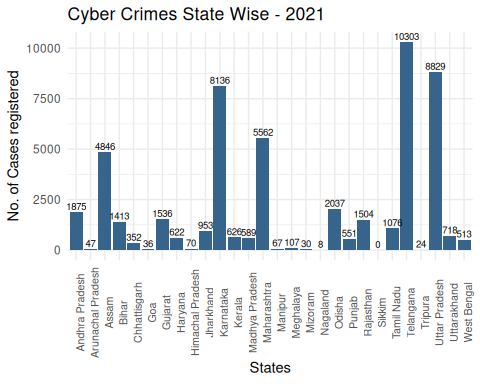 Cyber Crimes State Wise - 2021
No. of Cases registered
10000
7500
5000
2500
0
1875
47
4846
1413
352
36
1536
622
70
953
8136
626
589
5562
67
107
30
8
2037
551
1504
0
1076
10303
24
8829
718
513
Andhra Pradesh
Arunachal Pradesh
Assam
Bihar
Chhattisgarh
Goa
Gujarat
Haryana
Himachal Pradesh
Jharkhand
Karnataka
Kerala
Madhya Pradesh
Maharashtra
Manipur
Meghalaya
Mizoram
Nagaland
Odisha
Punjab
Rajasthan
Sikkim
Tamil Nadu
Telangana
Tripura
Uttar Pradesh
Uttarakhand
West Bengal
States